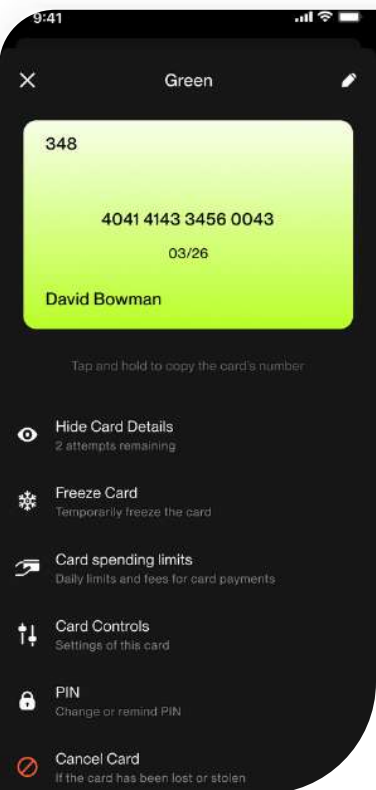 9:41
Green
348
4041 4143 3456 0043
03/26
David Bowman
Tap and hold to copy the card's number
Hide Card Details
2 attempts remaining
Freeze Card
Temporarily freeze the card
Card spending limits
Daily limits and fees for card payments
Card Controls
Settings of this card
PIN
Change or remind PIN
Cancel Card
If the card has been lost or stolen